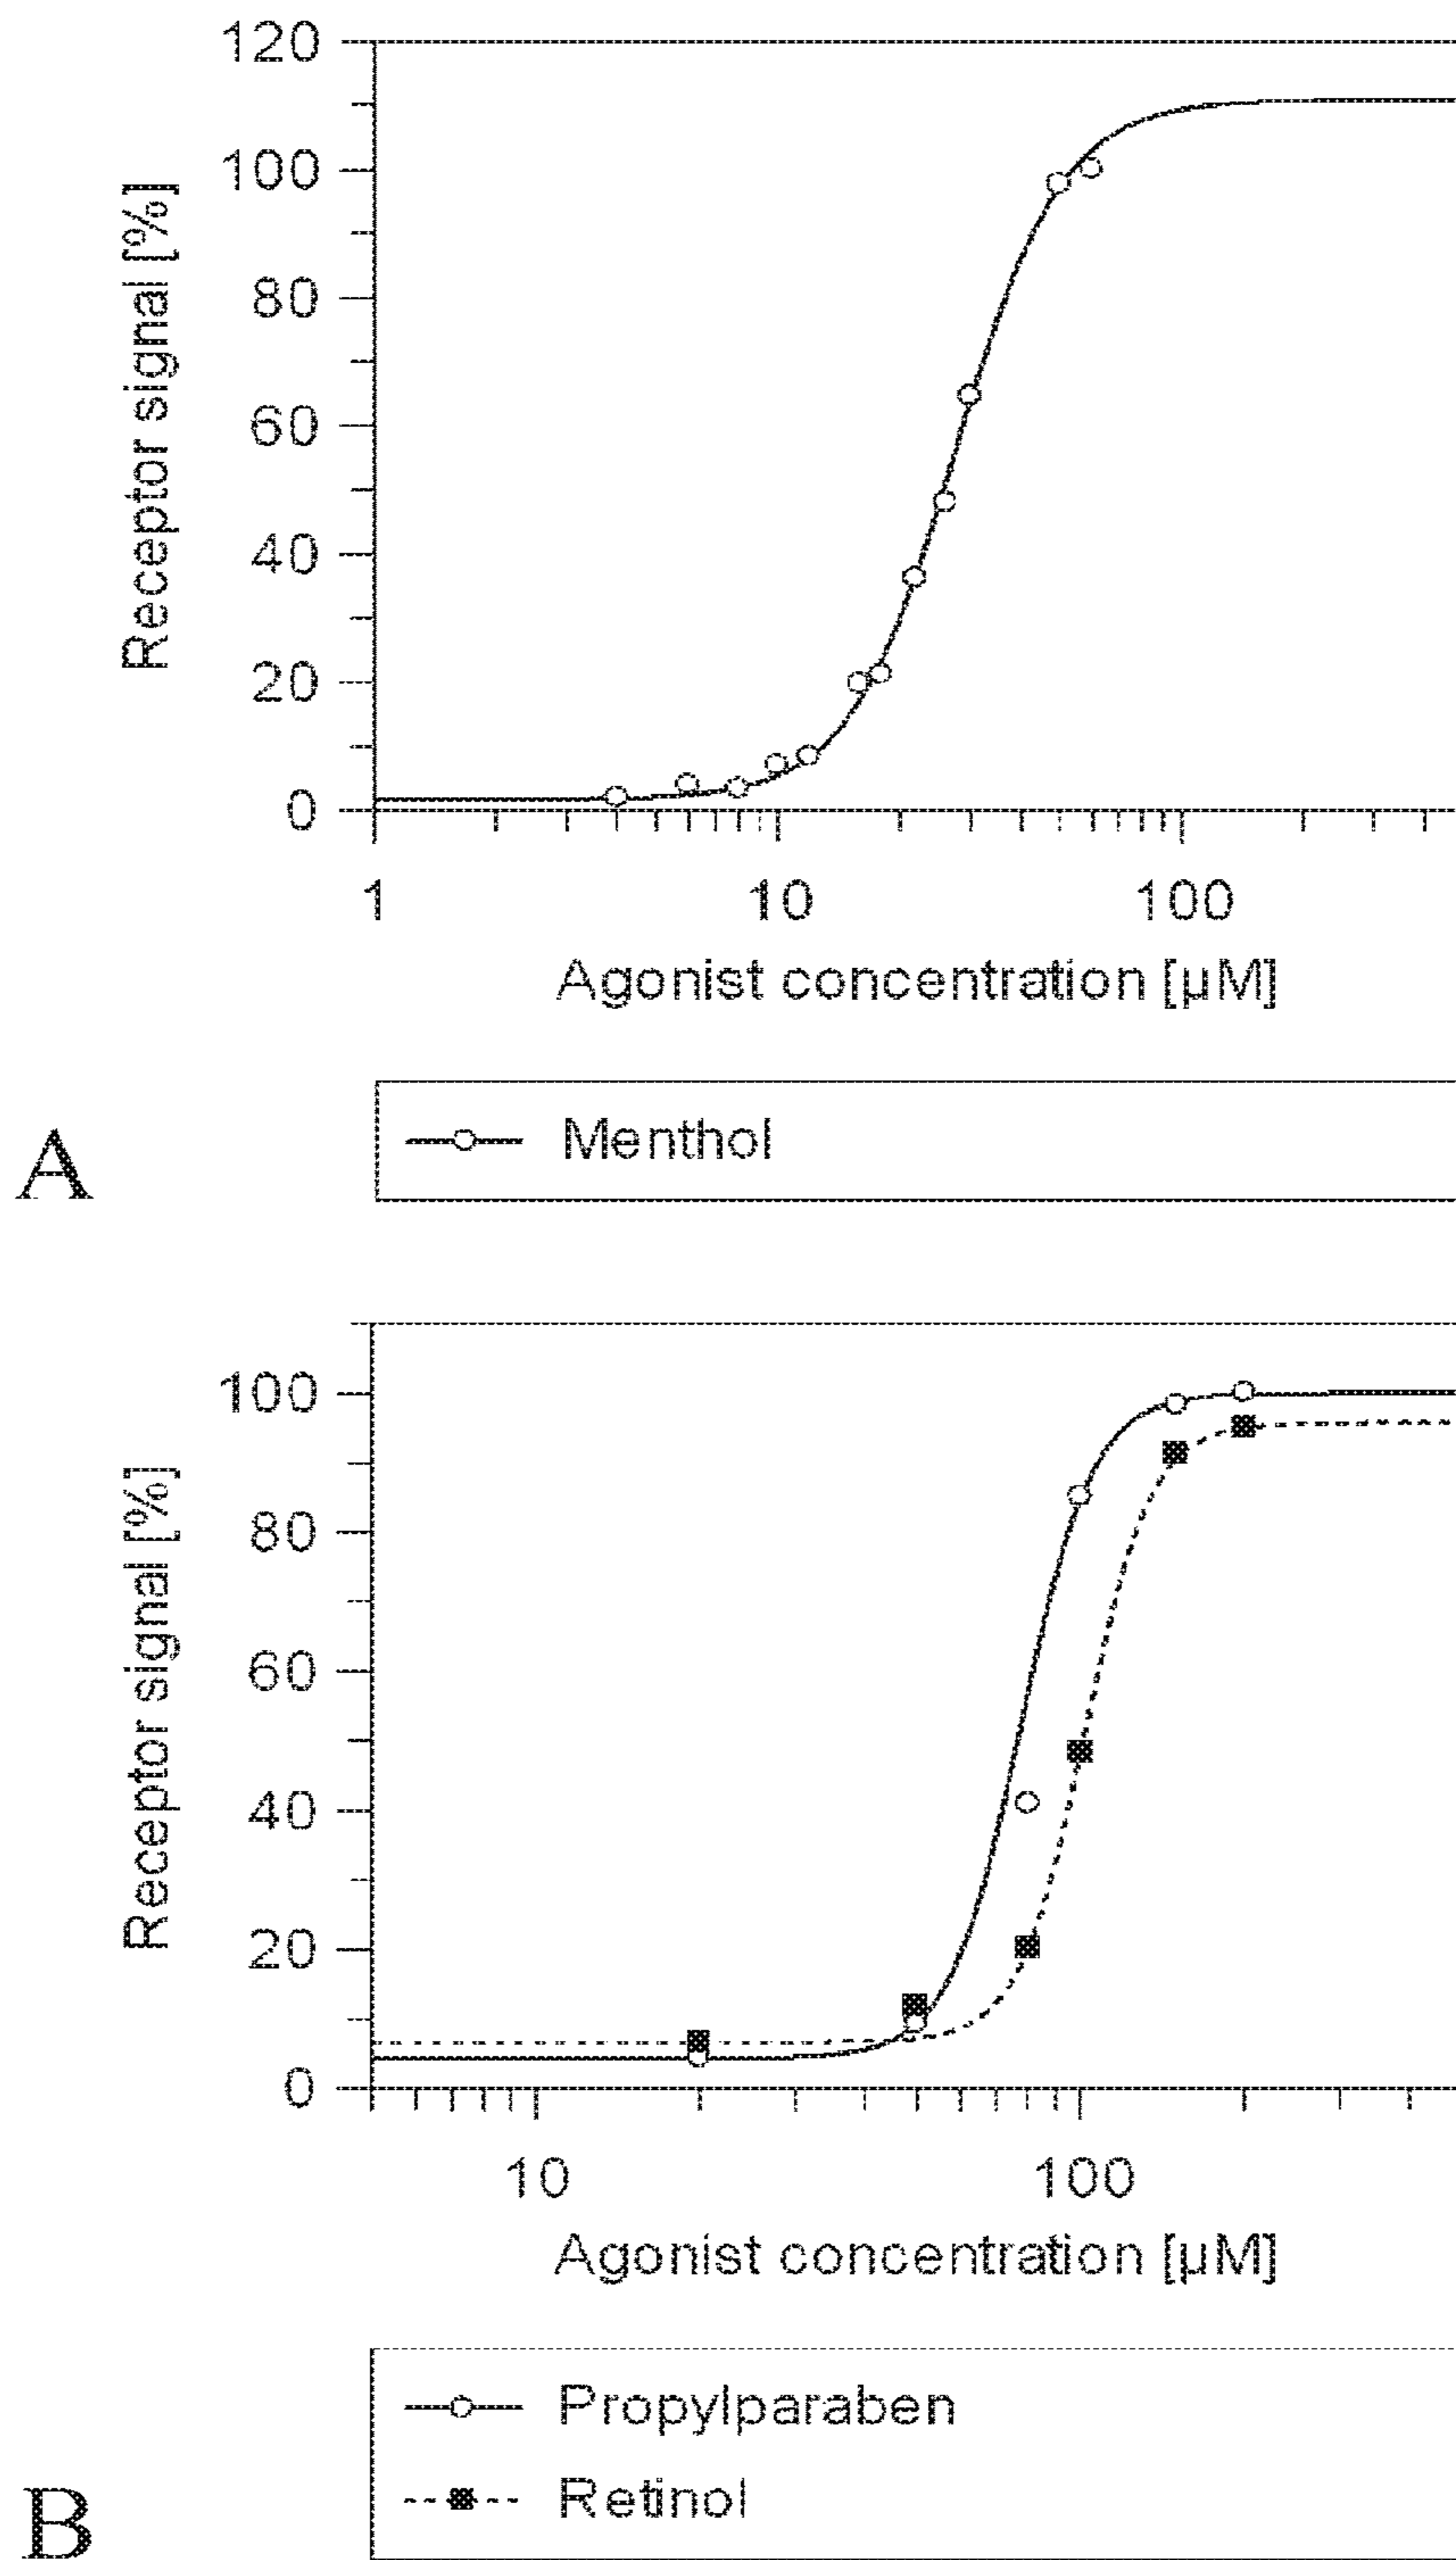 120
100
80
60
40
20
0
Receptor signal [%]
1 10 100
Agonist concentration [µM]
Menthol
A
100
80
60
40
20
0
Receptor signal [%]
10 100
Agonist concentration [µM]
Propylparaben
Retinol
B